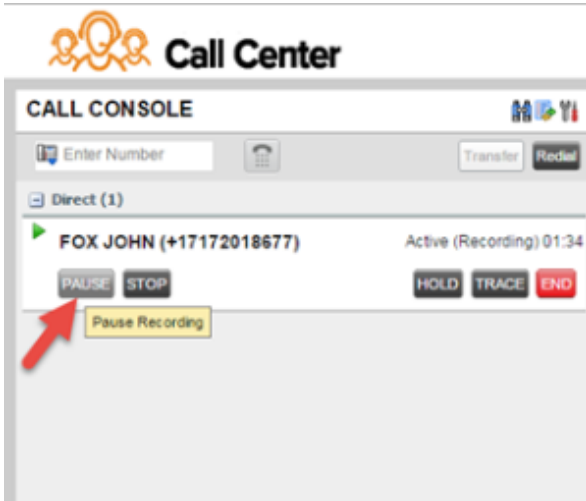 Call Center
CALL CONSOLE
Enter Number
Transfer
Redial
Direct (1)
FOX JOHN (+17172018677)
Active (Recording) 01:34
PAUSE
STOP
HOLD
TRACE
END
Pause Recording